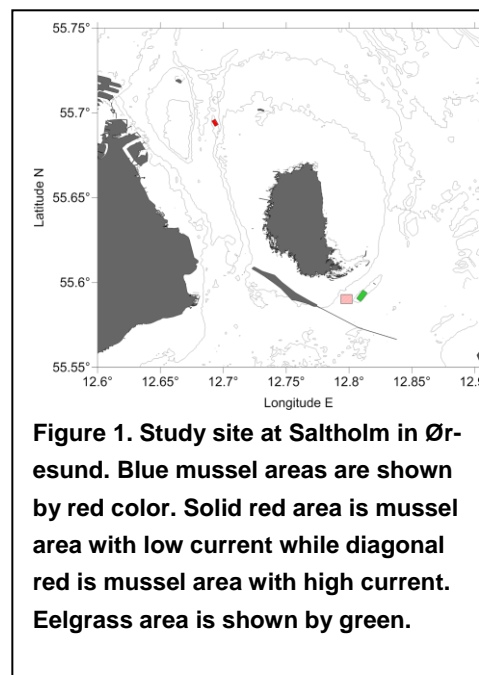 55.75°
55.7°
55.65°
55.6°
55.55°
Latitude N
12.6°
12.65°
12.7°
12.75°
12.8°
12.85°
12.9
Longitude E
Figure 1. Study site at Saltholm in Ør-
esund. Blue mussel areas are shown
by red color. Solid red area is mussel
area with low current while diagonal
red is mussel area with high current.
Eelgrass area is shown by green.